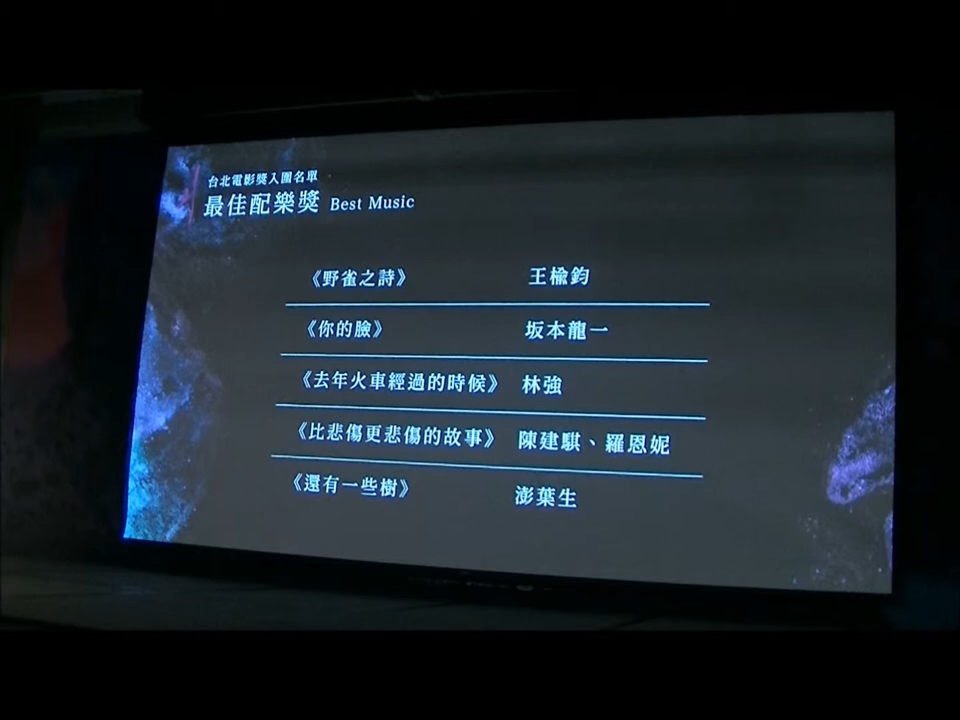 台北電影獎入圍名單
最佳配樂獎 Best Music
《野雀之詩》 王榆鈞
《你的臉》 坂本龍一
《去年火車經過的時候》 林強
《比悲傷更悲傷的故事》 陳建騏、羅恩妮
《還有一些樹》 澎葉生